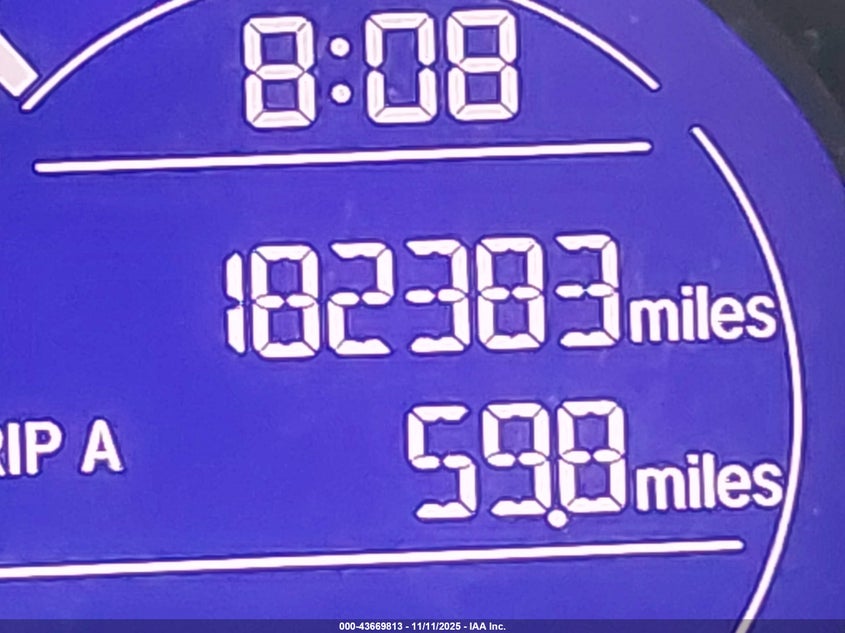 8:08
182383 miles
RIP A 59.8 miles
000-43669813 - 11/11/2025 - IAA Inc.